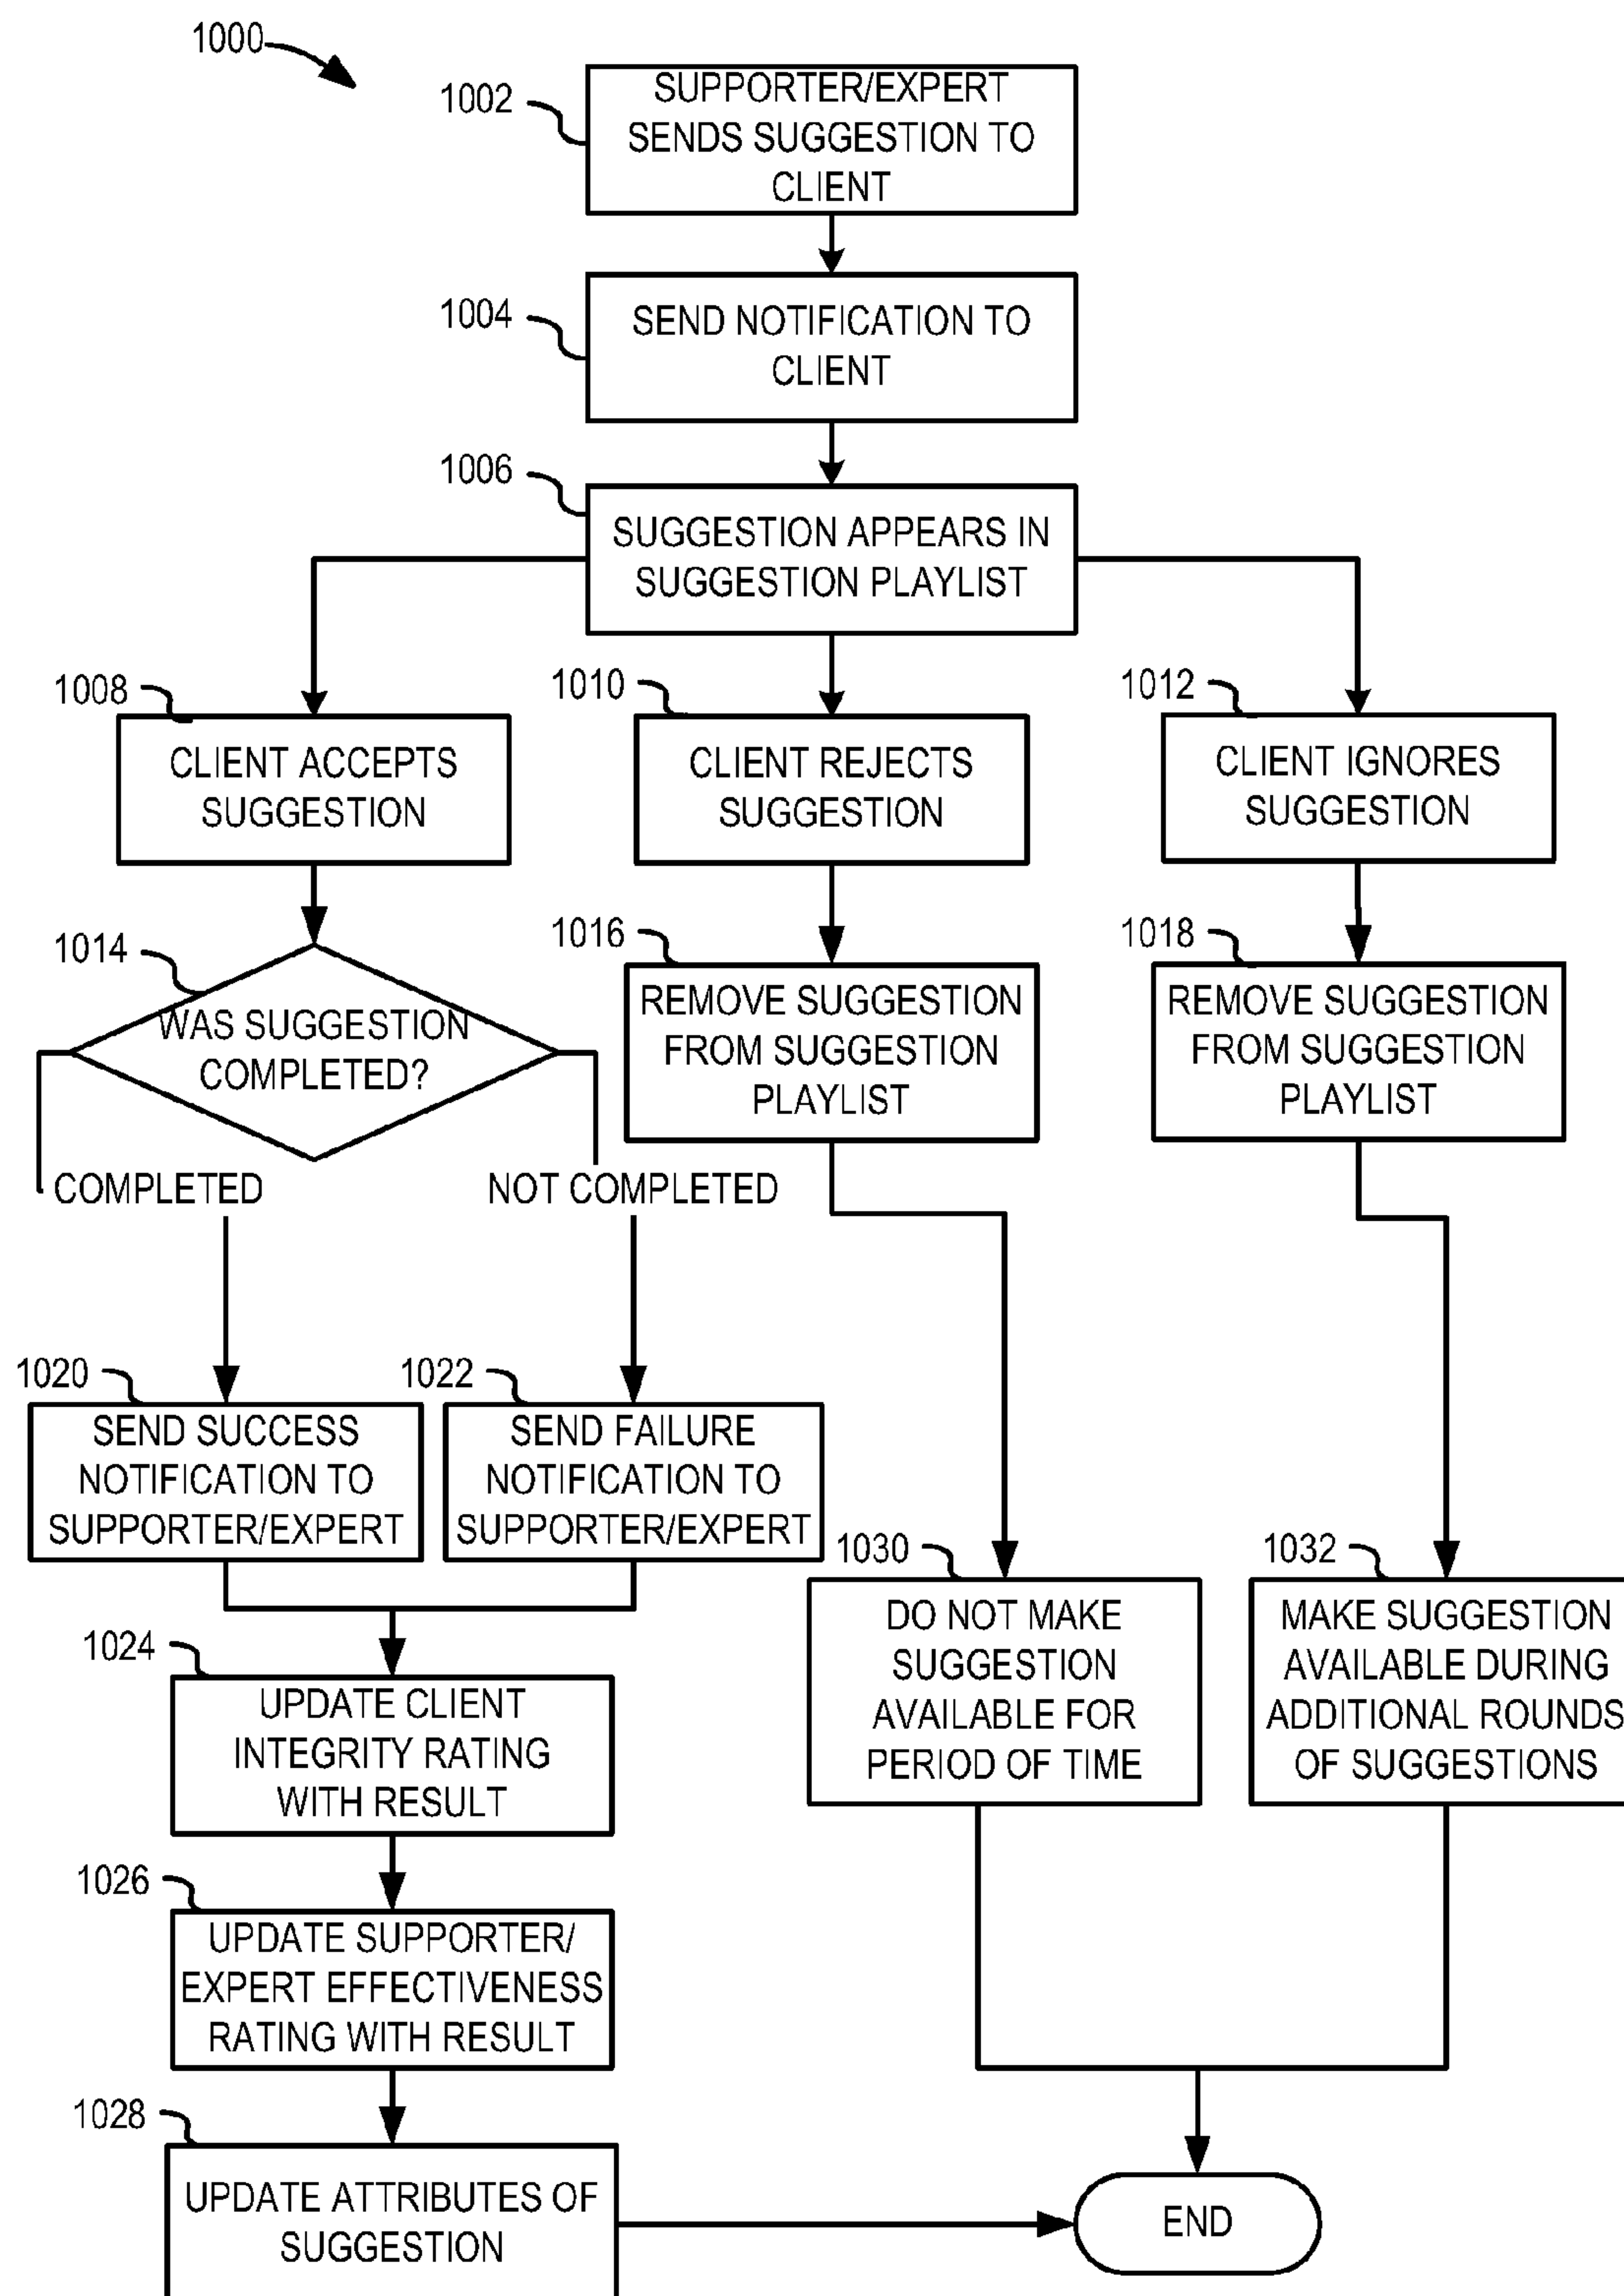 1000
1002
SUPPORTER/EXPERT
SENDS SUGGESTION TO
CLIENT
1004
SEND NOTIFICATION TO
CLIENT
1006
SUGGESTION APPEARS IN
SUGGESTION PLAYLIST
1008
CLIENT ACCEPTS
SUGGESTION
1010
CLIENT REJECTS
SUGGESTION
1012
CLIENT IGNORES
SUGGESTION
1014
WAS SUGGESTION
COMPLETED?
1016
REMOVE SUGGESTION
FROM SUGGESTION
PLAYLIST
1018
REMOVE SUGGESTION
FROM SUGGESTION
PLAYLIST
COMPLETED
NOT COMPLETED
1020
SEND SUCCESS
NOTIFICATION TO
SUPPORTER/EXPERT
1022
SEND FAILURE
NOTIFICATION TO
SUPPORTER/EXPERT
1030
DO NOT MAKE
SUGGESTION
AVAILABLE FOR
PERIOD OF TIME
1032
MAKE SUGGESTION
AVAILABLE DURING
ADDITIONAL ROUNDS
OF SUGGESTIONS
1024
UPDATE CLIENT
INTEGRITY RATING
WITH RESULT
1026
UPDATE SUPPORTER/
EXPERT EFFECTIVENESS
RATING WITH RESULT
1028
UPDATE ATTRIBUTES OF
SUGGESTION
END